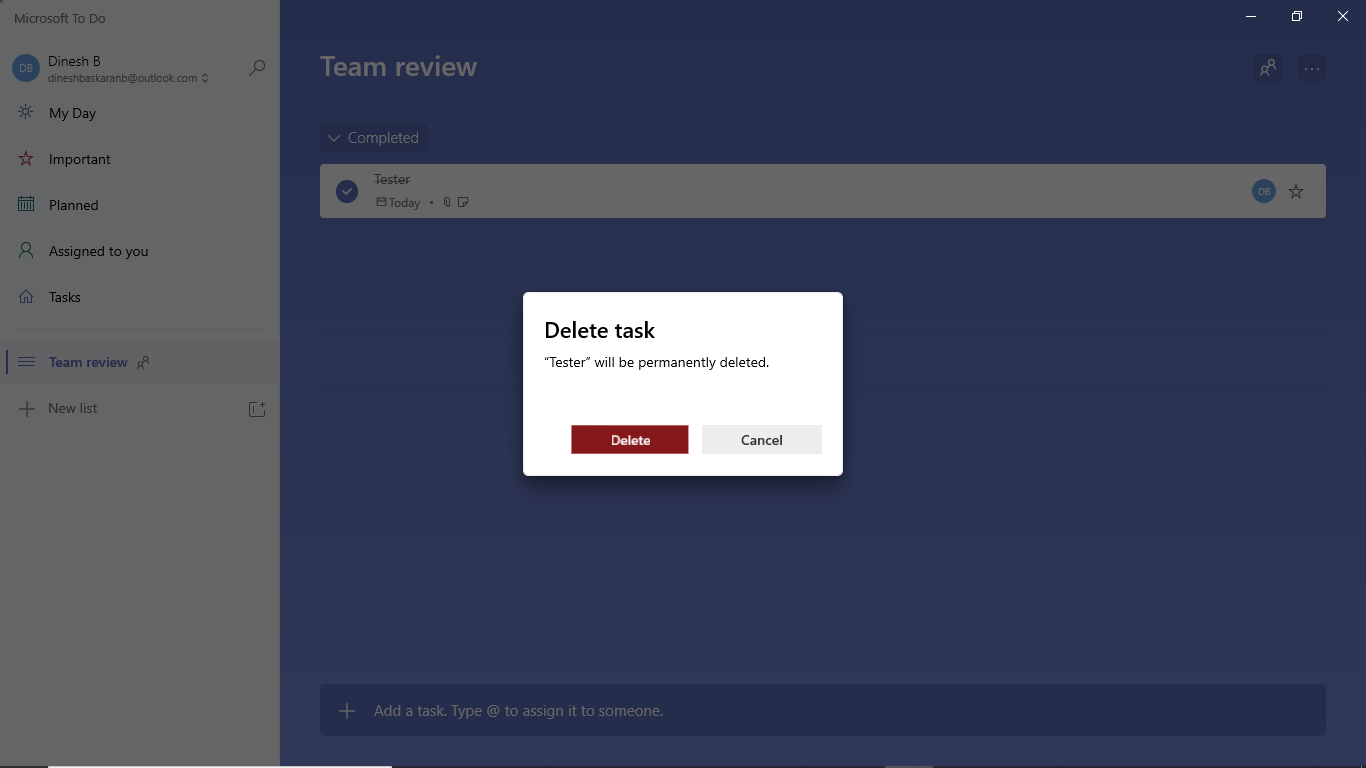 Microsoft To Do
DB
Dinesh B
dineshbaskaranb@outlook.com
My Day
Important
Planned
Assigned to you
Tasks
Team review
New list
Team review
Completed
Tester
Today
DB
Delete task
“Tester” will be permanently deleted.
Delete
Cancel
Add a task. Type @ to assign it to someone.